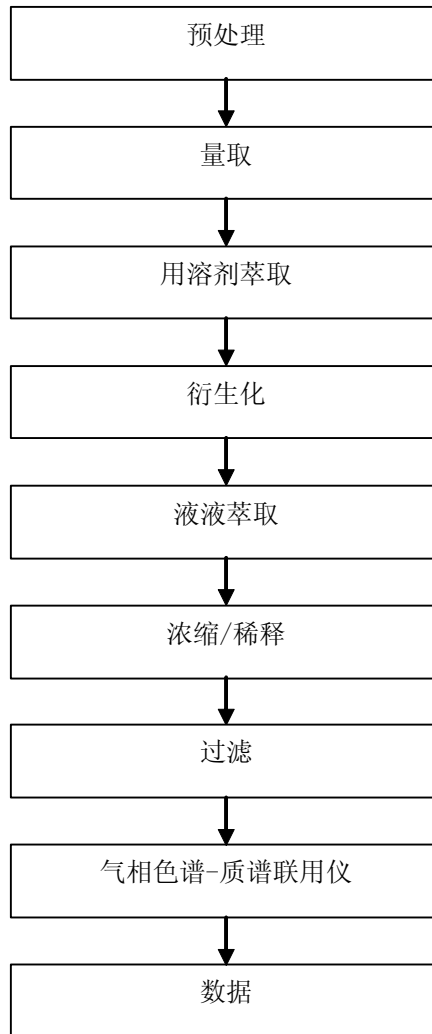 预处理
量取
用溶剂萃取
衍生化
液液萃取
浓缩/稀释
过滤
气相色谱-质谱联用仪
数据